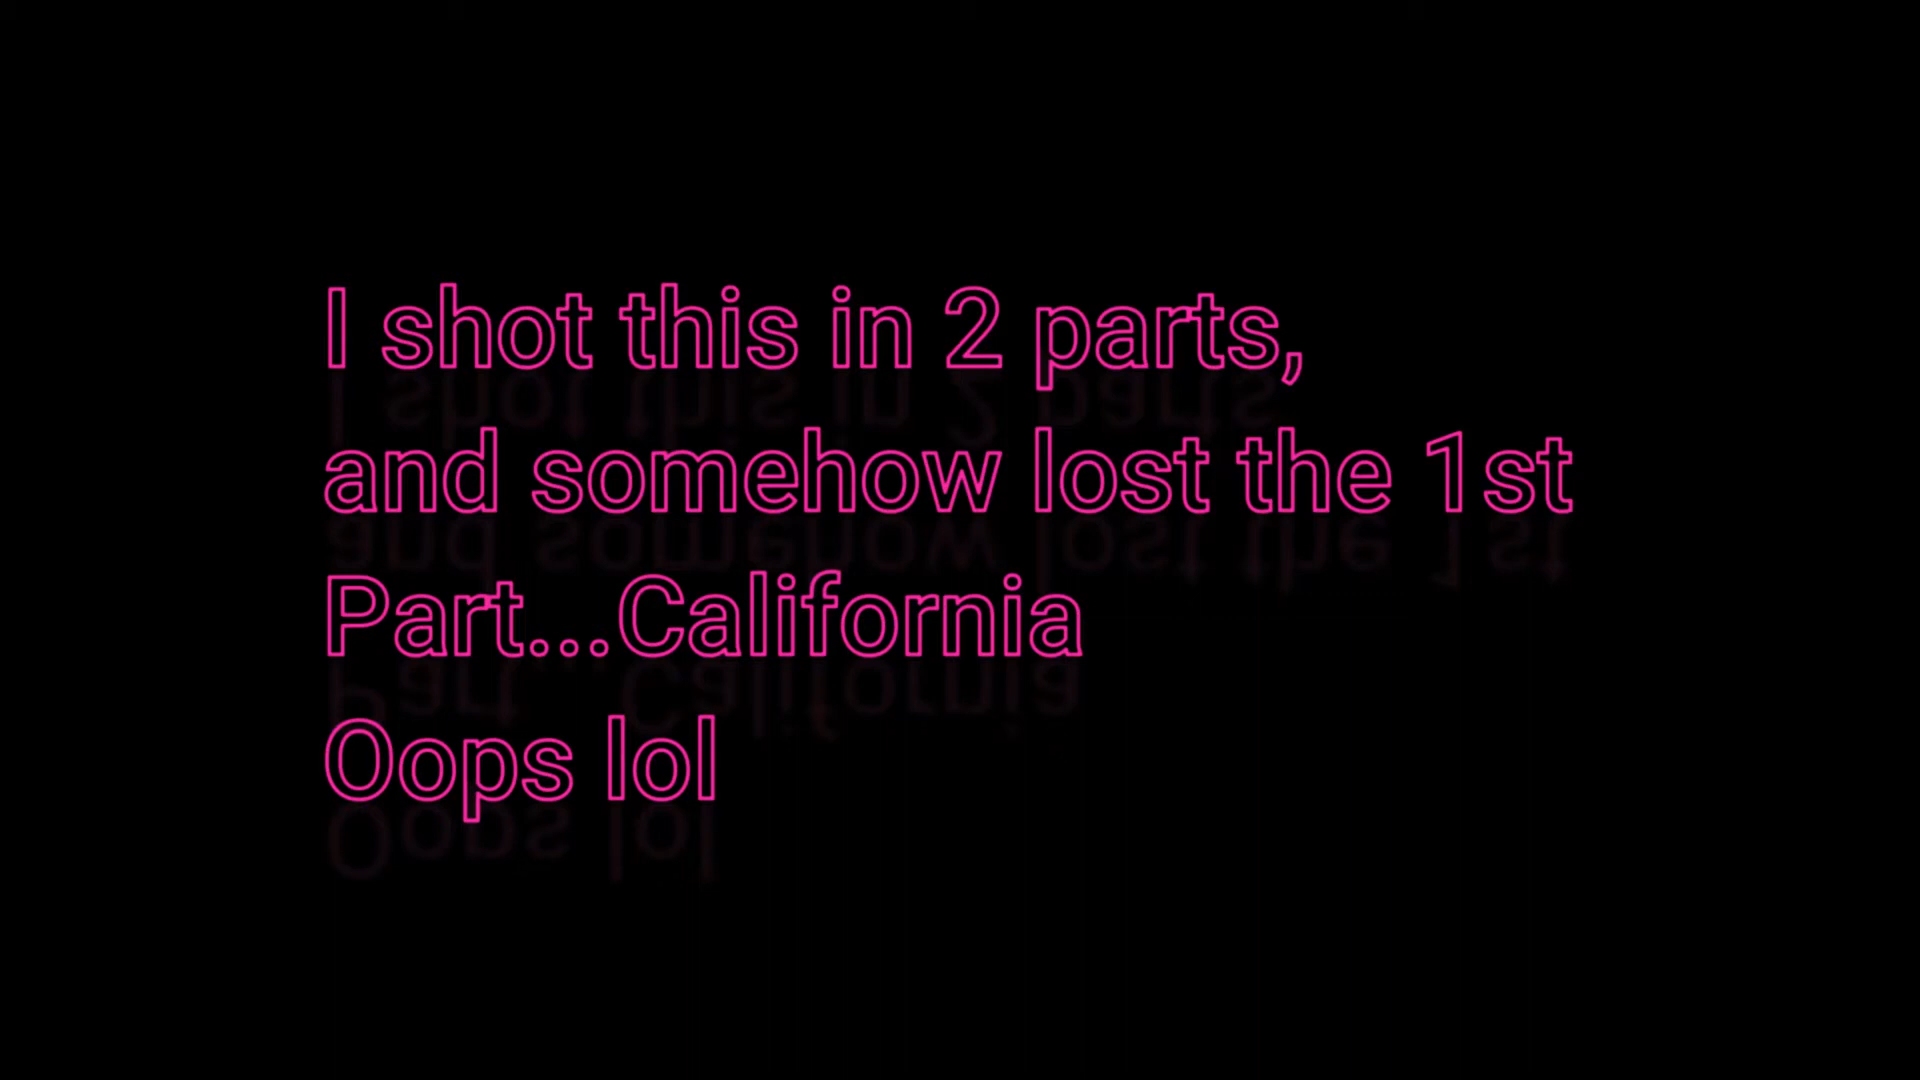 I shot this in 2 parts,
and somehow lost the 1st
Part...California
Oops lol